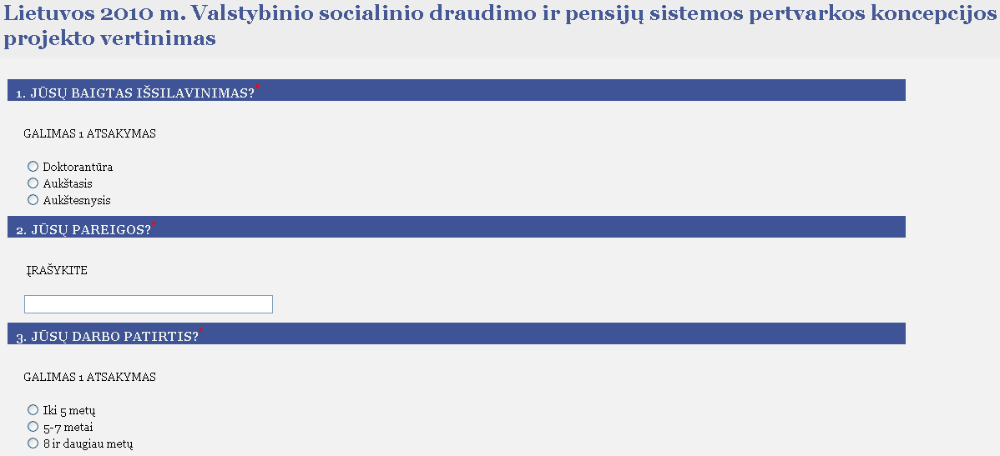 Lietuvos 2010 m. Valstybinio socialinio draudimo ir pensijų sistemos pertvarkos koncepcijos
projekto vertinimas
1. JŪSŲ BAIGTAS IŠSILAVINIMAS?*
GALIMAS 1 ATSAKYMAS
Doktorantūra
Aukštasis
Aukštesnysis
2. JŪSŲ PAREIGOS?*
ĮRAŠYKITE
3. JŪSŲ DARBO PATIRTIS?*
GALIMAS 1 ATSAKYMAS
Iki 5 metų
5-7 metai
8 ir daugiau metų